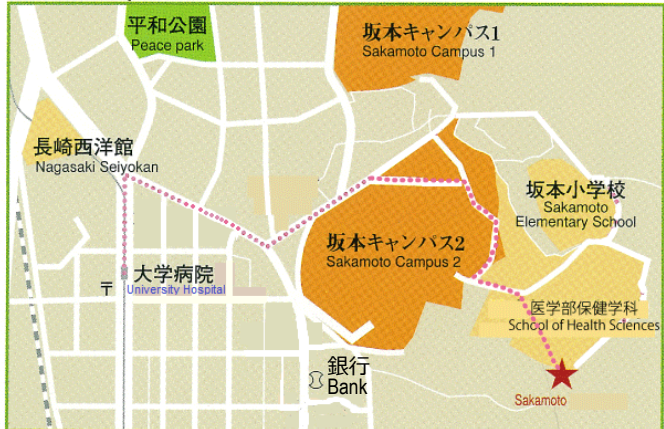 平和公園
Peace park
坂本キャンパス1
Sakamoto Campus 1
長崎西洋館
Nagasaki Seiyokan
坂本小学校
Sakamoto
Elementary School
坂本キャンパス2
Sakamoto Campus 2
〒
大学病院
University Hospital
医学部保健学科
School of Health Sciences
銀行
Bank
Sakamoto